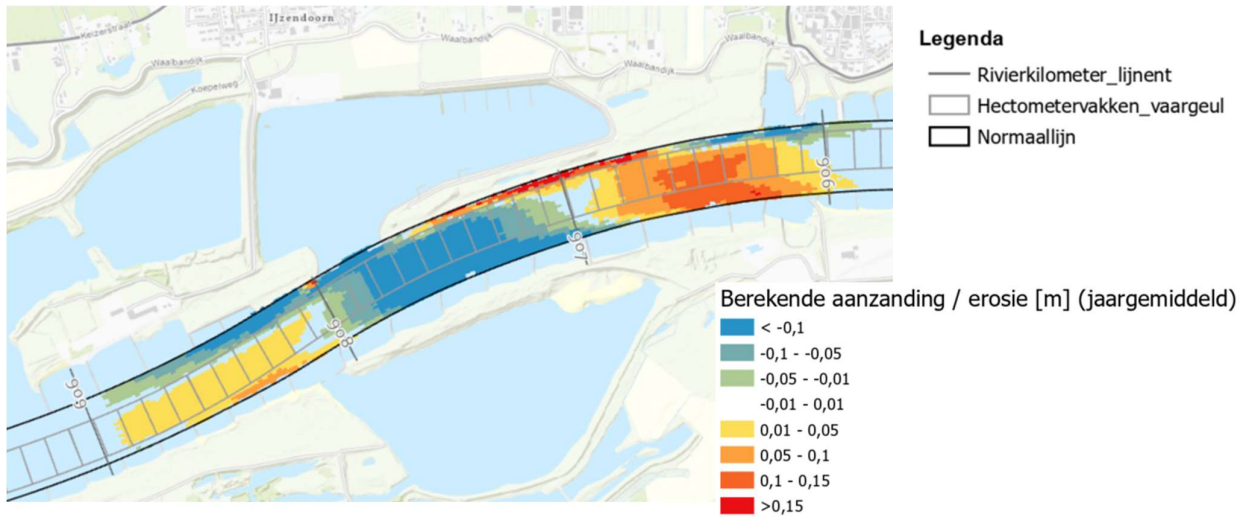 IJzendoorn
Keizerstraat
Waalbandijk
Waalbandijk
Waalbandijk
Waalbandijk
Koepelweg
906
907
908
909
Legenda
Rivierkilometer_lijnent
Hectometervakken_vaargeul
Normaallijn
Berekende aanzanding / erosie [m] (jaargemiddeld)
< -0,1
-0,1 - -0,05
-0,05 - -0,01
-0,01 - 0,01
0,01 - 0,05
0,05 - 0,1
0,1 - 0,15
>0,15